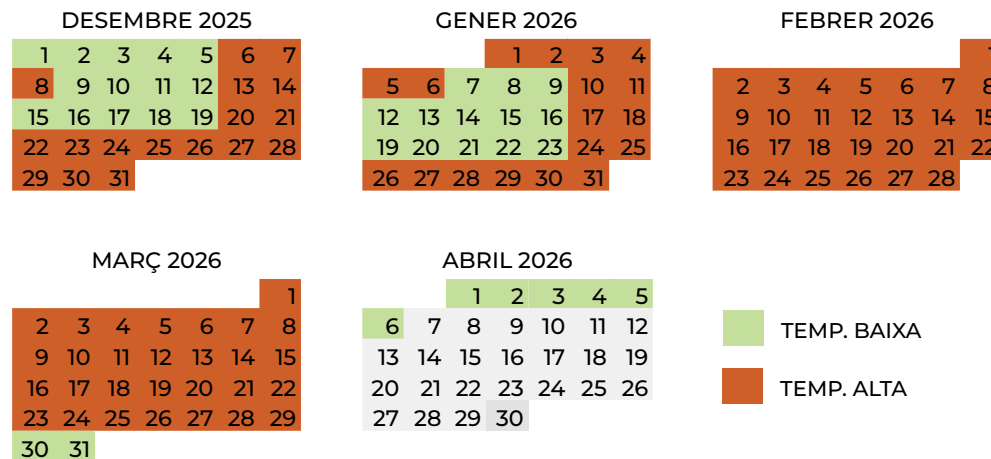 DESEMBRE 2025
1 2 3 4 5 6 7
8 9 10 11 12 13 14
15 16 17 18 19 20 21
22 23 24 25 26 27 28
29 30 31
GENER 2026
1 2 3 4
5 6 7 8 9 10 11
12 13 14 15 16 17 18
19 20 21 22 23 24 25
26 27 28 29 30 31
FEBRER 2026
1
2 3 4 5 6 7 8
9 10 11 12 13 14 15
16 17 18 19 20 21 22
23 24 25 26 27 28
MARÇ 2026
1
2 3 4 5 6 7 8
9 10 11 12 13 14 15
16 17 18 19 20 21 22
23 24 25 26 27 28 29
30 31
ABRIL 2026
1 2 3 4 5
6 7 8 9 10 11 12
13 14 15 16 17 18 19
20 21 22 23 24 25 26
27 28 29 30
TEMP. BAIXA
TEMP. ALTA